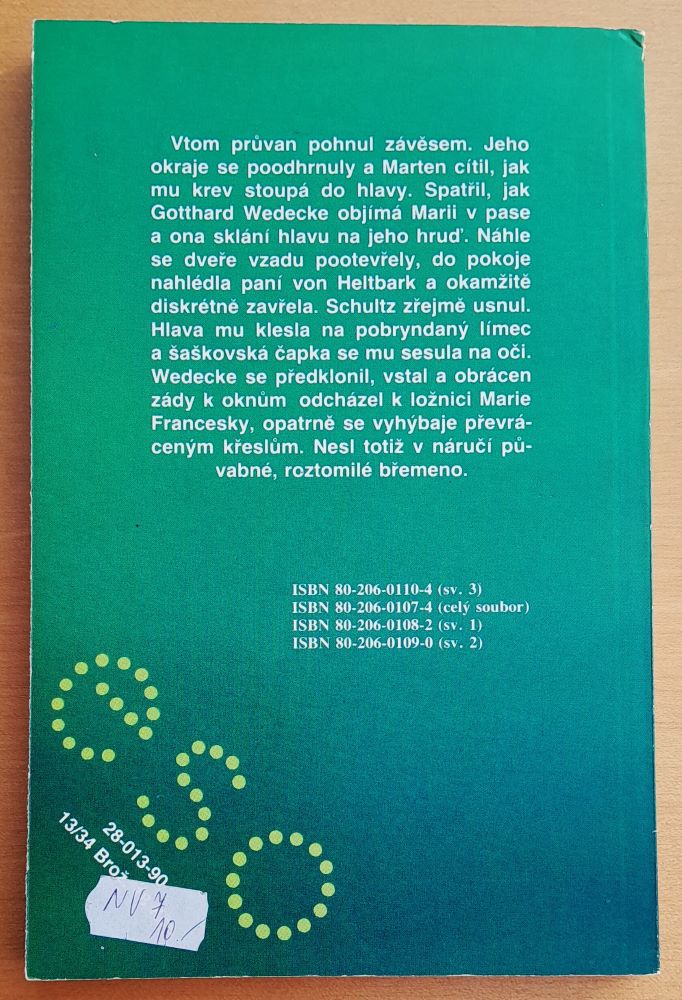 Vtom průvan pohnul závěsem. Jeho
okraje se poodhrnuly a Marten cítil, jak
mu krev stoupá do hlavy. Spatřil, jak
Gotthard Wedecke objímá Marii v pase
a ona sklání hlavu na jeho hruď. Náhle
se dveře vzadu pootevřely, do pokoje
nahlédla paní von Heltbark a okamžitě
diskrétně zavřela. Schultz zřejmě usnul.
Hlava mu klesla na pobryndaný límec
a šaškovská čapka se mu sesula na oči.
Wedecke se předklonil, vstal a obrácen
zády k oknům odcházel k ložnici Marie
Francesky, opatrně se vyhýbaje převrá-
ceným křeslům. Nesl totiž v náručí pů-
vabné, roztomilé břemeno.
ISBN 80-206-0110-4 (sv. 3)
ISBN 80-206-0107-4 (celý soubor)
ISBN 80-206-0108-2 (sv. 1)
ISBN 80-206-0109-0 (sv. 2)
eso
28-013-90
13/34 Brož
NV 7
10.-